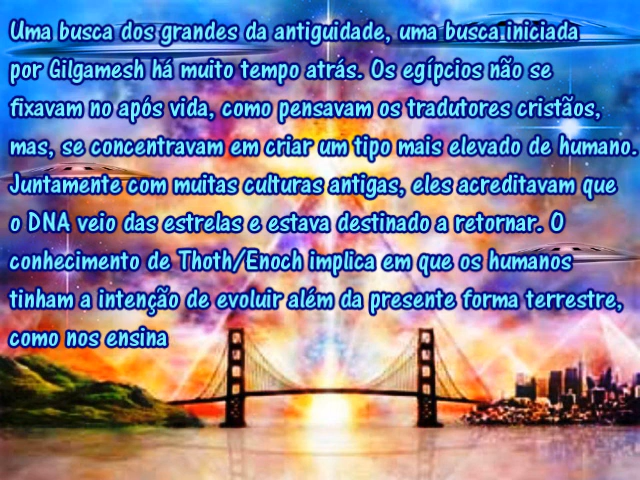 Uma busca dos grandes da antiguidade, uma busca iniciada
por Gilgamesh há muito tempo atrás. Os egípcios não se
fixavam no após vida, como pensavam os tradutores cristãos,
mas, se concentravam em criar um tipo mais elevado de humano.
Juntamente com muitas culturas antigas, eles acreditavam que
o DNA veio das estrelas e estava destinado a retornar. O
conhecimento de Thoth/Enoch implica em que os humanos
tinham a intenção de evoluir além da presente forma terrestre,
como nos ensina